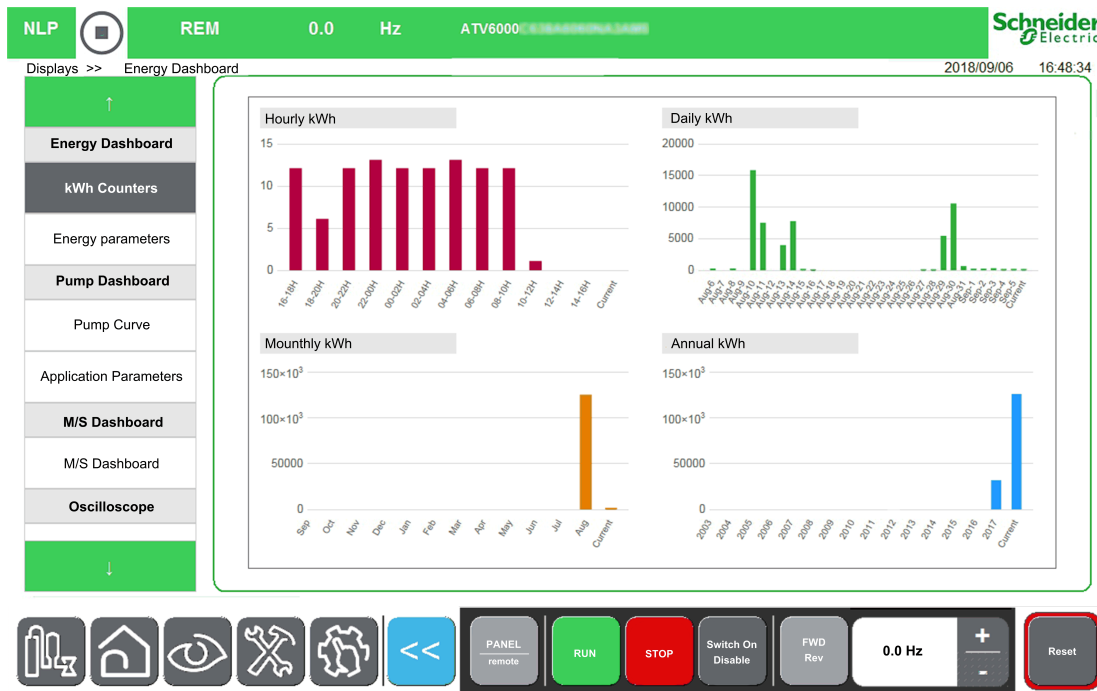 NLP REM 0.0 Hz ATV6000
Schneider
Electric
Displays >> Energy Dashboard 2018/09/06 16:48:34
↑
Energy Dashboard
kWh Counters
Energy parameters
Pump Dashboard
Pump Curve
Application Parameters
M/S Dashboard
M/S Dashboard
Oscilloscope
↓
Hourly kWh
15
10
5
0
16-18H 18-20H 20-22H 22-00H 00-02H 02-04H 04-06H 06-08H 08-10H 10-12H 12-14H 14-16H Current
Daily kWh
20000
15000
10000
5000
0
Aug-6 Aug-7 Aug-8 Aug-9 Aug-10 Aug-11 Aug-12 Aug-13 Aug-14 Aug-15 Aug-16 Aug-17 Aug-18 Aug-19 Aug-20 Aug-21 Aug-22 Aug-23 Aug-24 Aug-25 Aug-26 Aug-27 Aug-28 Aug-29 Aug-30 Aug-31 Sep-1 Sep-2 Sep-3 Sep-4 Sep-5 Current
Mounthly kWh
150×10³
100×10³
50000
0
Sep Oct Nov Dec Jan Feb Mar Apr May Jun Jul Aug Current
Annual kWh
150×10³
100×10³
50000
0
2003 2004 2005 2006 2007 2008 2009 2010 2011 2012 2013 2014 2015 2016 2017 Current
<<
PANEL
remote
RUN
STOP
Switch On
Disable
FWD
Rev
0.0 Hz
+
-
Reset